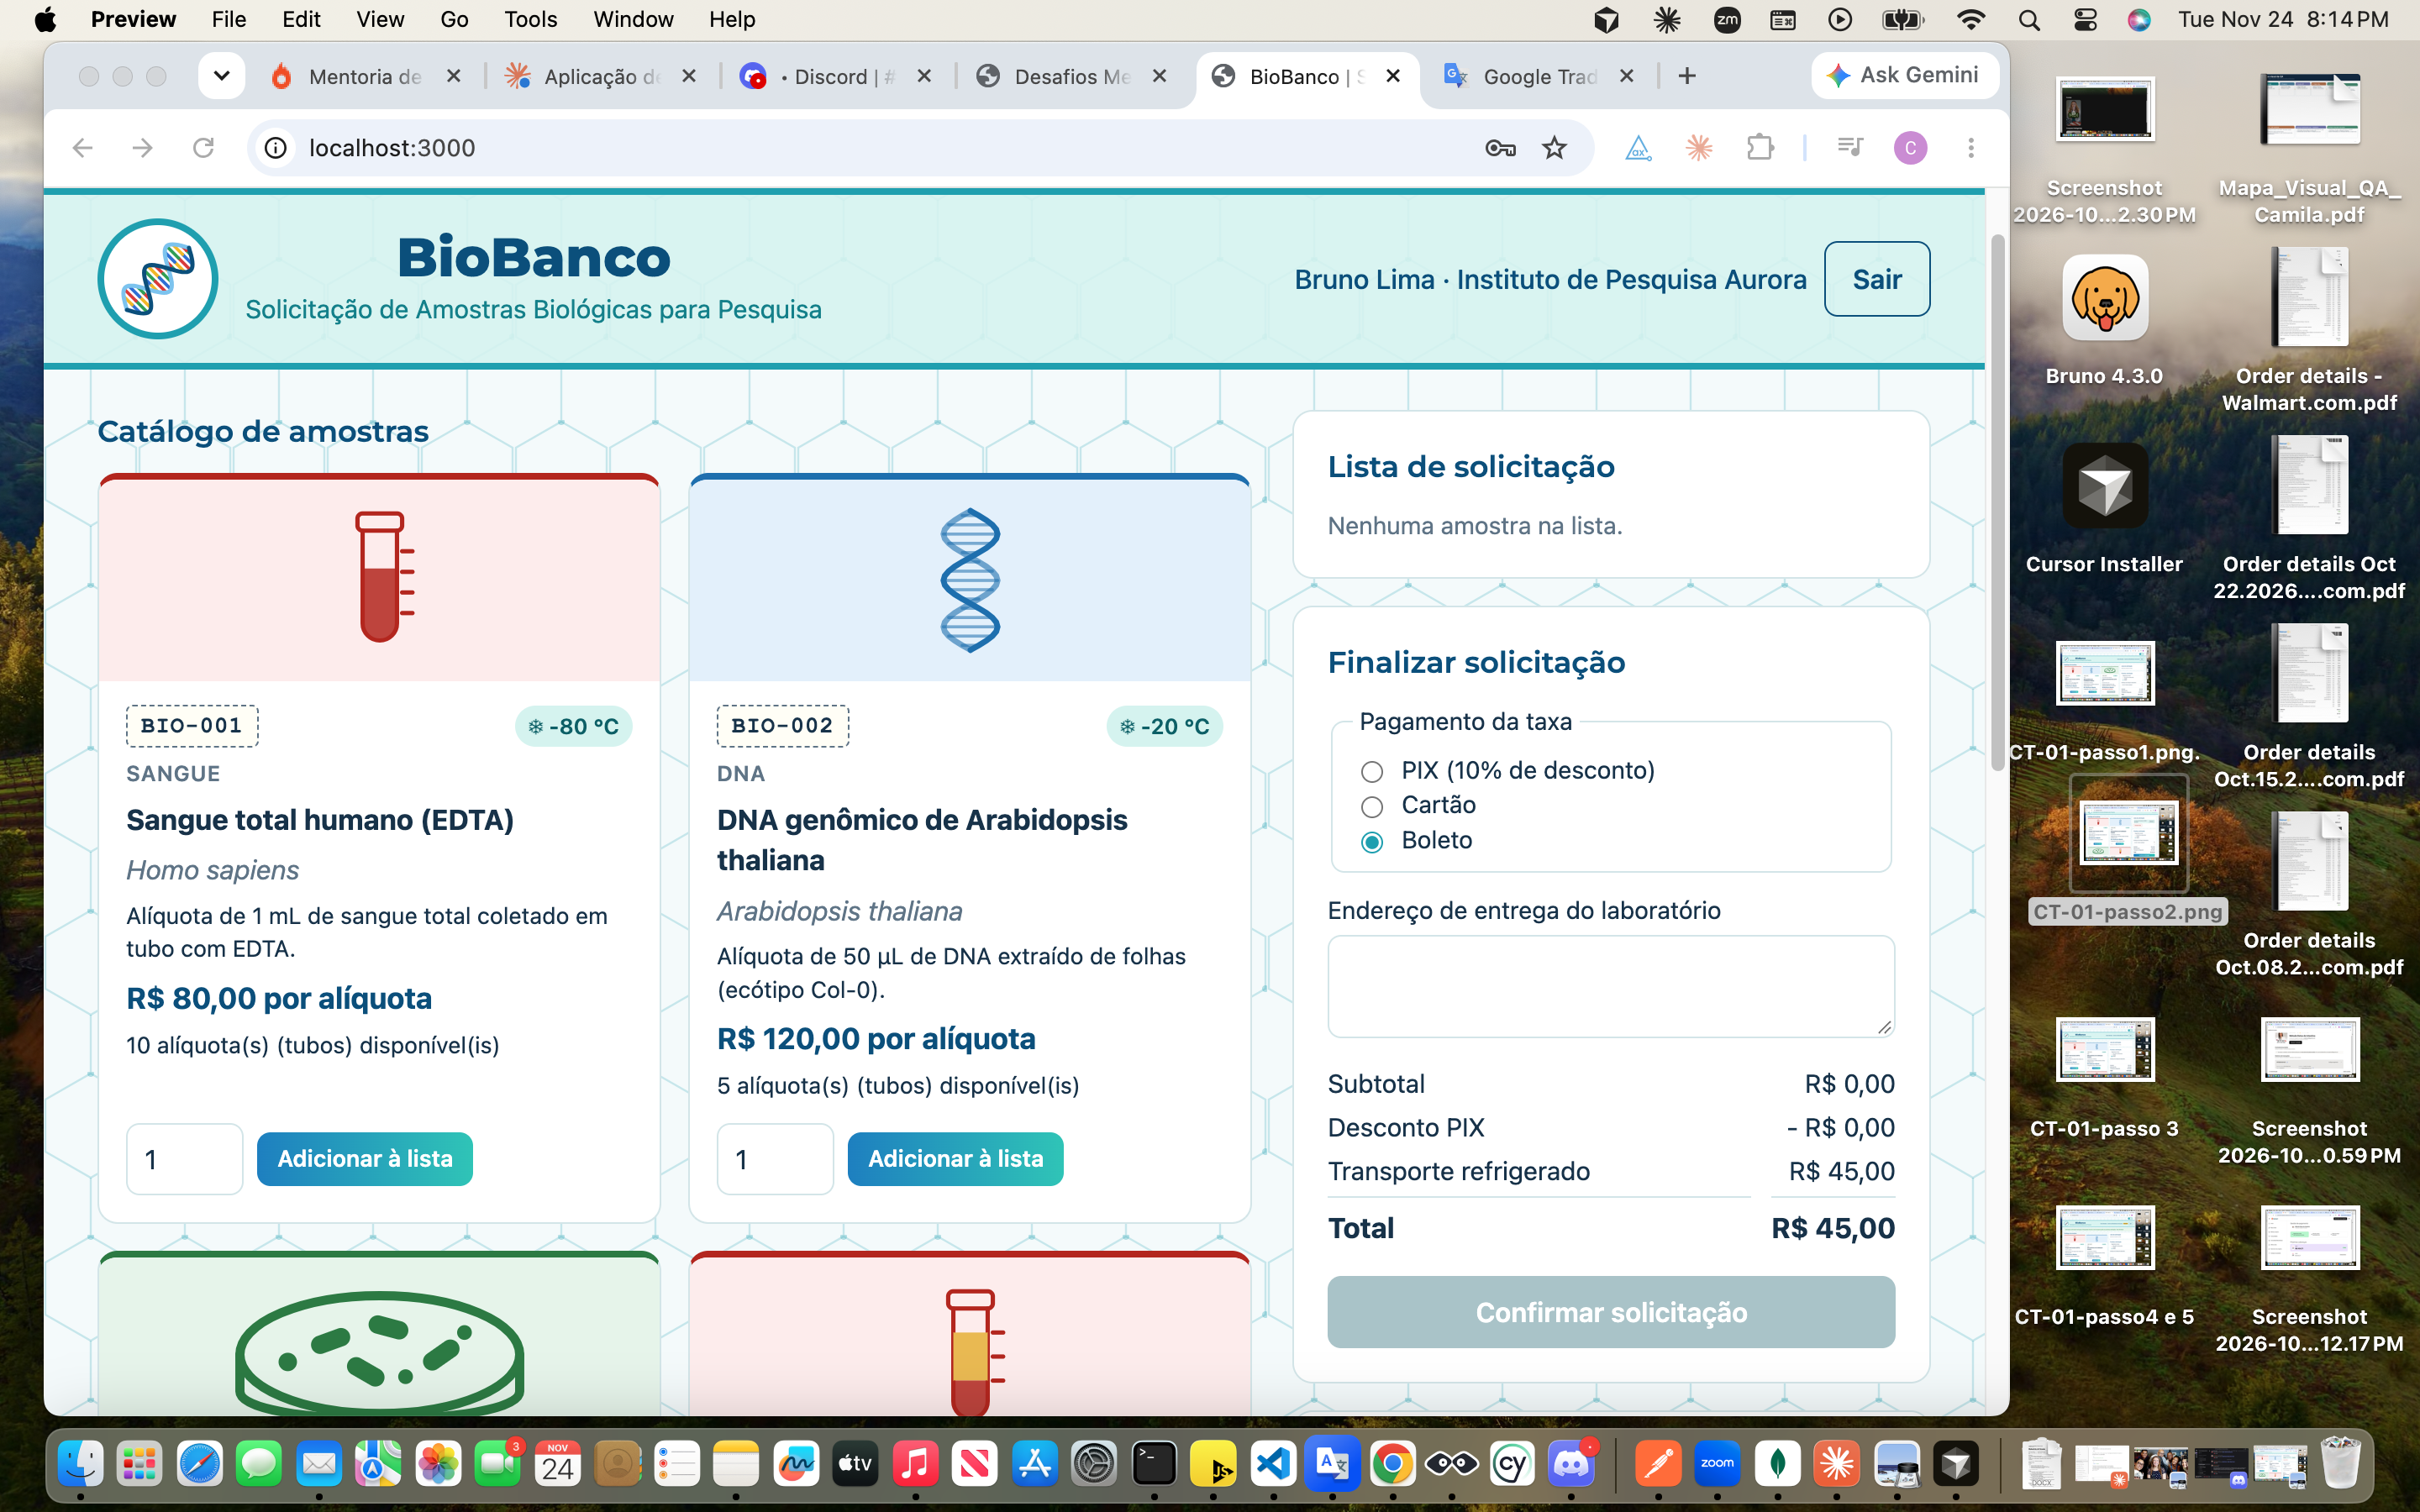 Preview File Edit View Go Tools Window Help
zm
Tue Nov 24 8:14 PM
Mentoria de
Aplicação de
• Discord | #
Desafios Me
BioBanco | S
Google Trad
Ask Gemini
localhost:3000
C
BioBanco
Solicitação de Amostras Biológicas para Pesquisa
Bruno Lima · Instituto de Pesquisa Aurora
Sair
Catálogo de amostras
BIO-001
❄ -80 °C
SANGUE
Sangue total humano (EDTA)
Homo sapiens
Alíquota de 1 mL de sangue total coletado em
tubo com EDTA.
R$ 80,00 por alíquota
10 alíquota(s) (tubos) disponível(is)
1
Adicionar à lista
BIO-002
❄ -20 °C
DNA
DNA genômico de Arabidopsis
thaliana
Arabidopsis thaliana
Alíquota de 50 µL de DNA extraído de folhas
(ecótipo Col-0).
R$ 120,00 por alíquota
5 alíquota(s) (tubos) disponível(is)
1
Adicionar à lista
Lista de solicitação
Nenhuma amostra na lista.
Finalizar solicitação
Pagamento da taxa
PIX (10% de desconto)
Cartão
Boleto
Endereço de entrega do laboratório
Subtotal R$ 0,00
Desconto PIX - R$ 0,00
Transporte refrigerado R$ 45,00
Total R$ 45,00
Confirmar solicitação
Screenshot
2026-10...2.30 PM
Mapa_Visual_QA_
Camila.pdf
Bruno 4.3.0
Order details -
Walmart.com.pdf
Cursor Installer
Order details Oct
22.2026....com.pdf
CT-01-passo1.png.
Order details
Oct.15.2....com.pdf
CT-01-passo2.png
Order details
Oct.08.2...com.pdf
CT-01-passo 3
Screenshot
2026-10...0.59 PM
CT-01-passo4 e 5
Screenshot
2026-10...12.17 PM
3
NOV
24
tv
JS
A
cy
zoom
DOCX